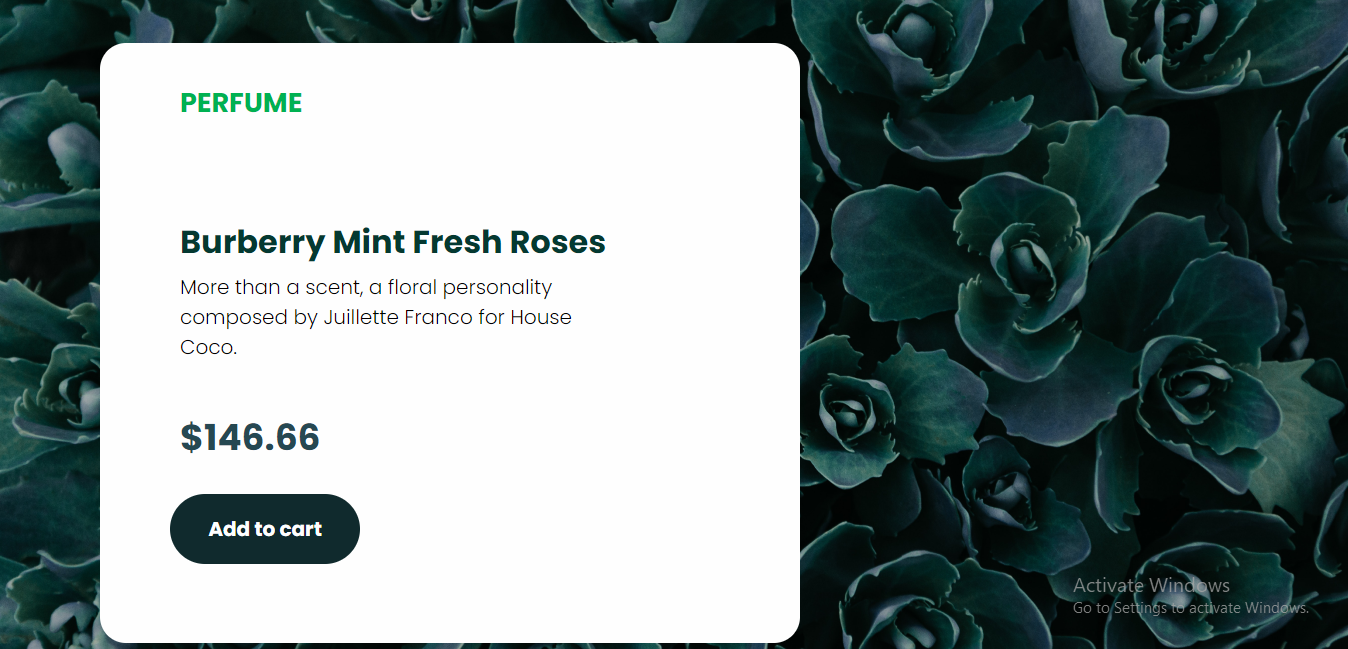 PERFUME
Burberry Mint Fresh Roses
More than a scent, a floral personality
composed by Juillette Franco for House
Coco.
$146.66
Add to cart
Activate Windows
Go to Settings to activate Windows.